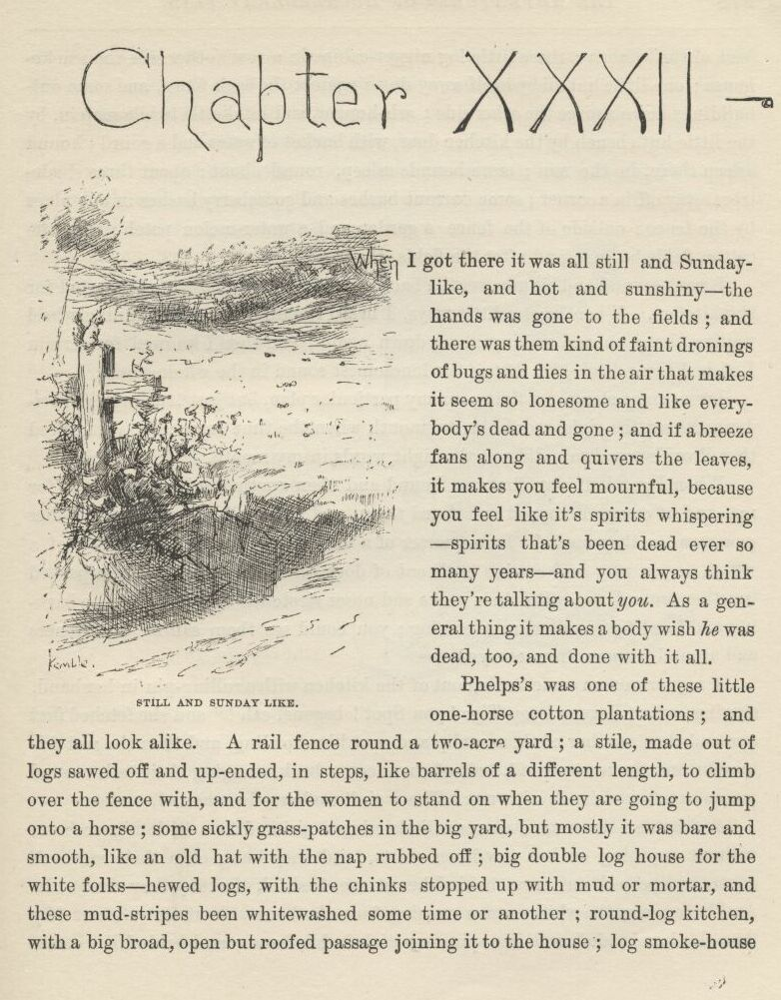 Chapter XXXII
When I got there it was all still and Sunday-
like, and hot and sunshiny—the
hands was gone to the fields; and
there was them kind of faint dronings
of bugs and flies in the air that makes
it seem so lonesome and like every-
body's dead and gone; and if a breeze
fans along and quivers the leaves,
it makes you feel mournful, because
you feel like it's spirits whispering
—spirits that's been dead ever so
many years—and you always think
they're talking about you. As a gen-
eral thing it makes a body wish he was
dead, too, and done with it all.
Kemble.
STILL AND SUNDAY LIKE.
Phelps's was one of these little
one-horse cotton plantations; and
they all look alike. A rail fence round a two-acre yard; a stile, made out of
logs sawed off and up-ended, in steps, like barrels of a different length, to climb
over the fence with, and for the women to stand on when they are going to jump
onto a horse; some sickly grass-patches in the big yard, but mostly it was bare and
smooth, like an old hat with the nap rubbed off; big double log house for the
white folks—hewed logs, with the chinks stopped up with mud or mortar, and
these mud-stripes been whitewashed some time or another; round-log kitchen,
with a big broad, open but roofed passage joining it to the house; log smoke-house